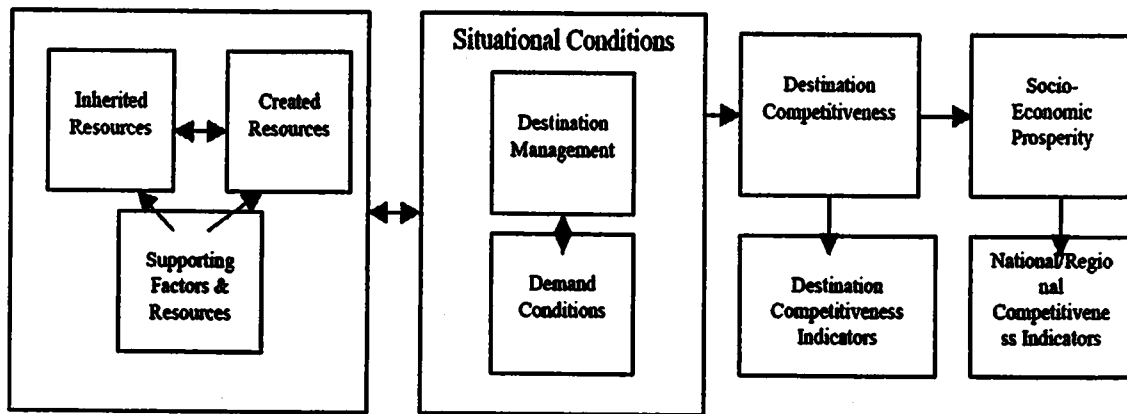 Inherited
Resources
Created
Resources
Supporting
Factors &
Resources
Situational Conditions
Destination
Management
Demand
Conditions
Destination
Competitiveness
Socio-
Economic
Prosperity
Destination
Competitiveness
Indicators
National/Regio
nal
Competitivene
ss Indicators